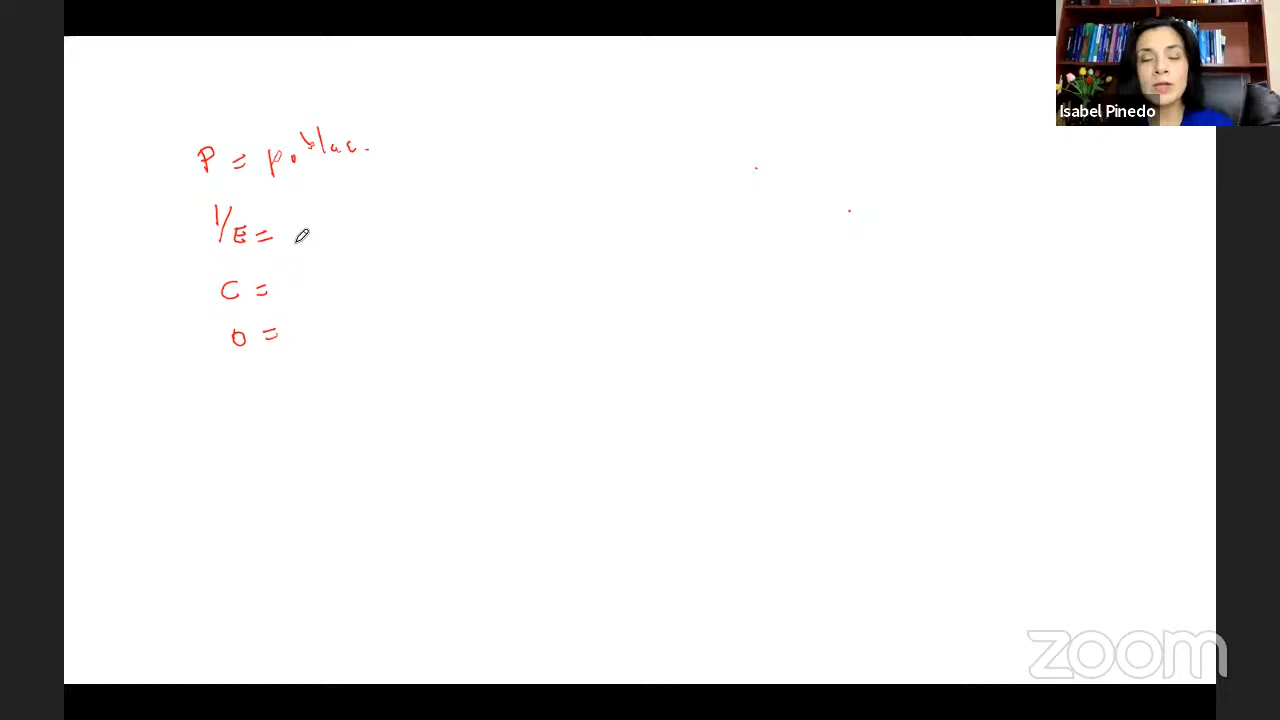 Isabel Pinedo
P = poblac.
I/E =
C =
O =
zoom